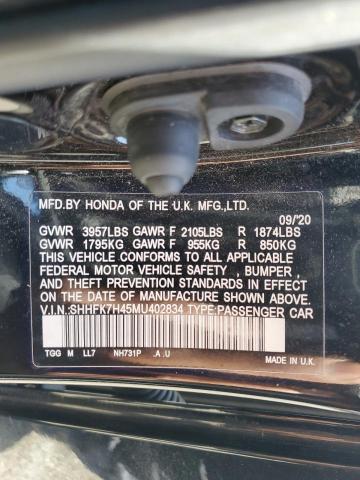 MFD.BY HONDA OF THE U.K. MFG.,LTD.
09/'20
GVWR 3957LBS GAWR F 2105LBS R 1874LBS
GVWR 1795KG GAWR F 955KG R 850KG
THIS VEHICLE CONFORMS TO ALL APPLICABLE
FEDERAL MOTOR VEHICLE SAFETY , BUMPER ,
AND THEFT PREVENTION STANDARDS IN EFFECT
ON THE DATE OF MANUFACTURE SHOWN ABOVE.
V.I.N.:SHHFK7H45MU402834 TYPE:PASSENGER CAR
TGG M LL7 NH731P .A .U